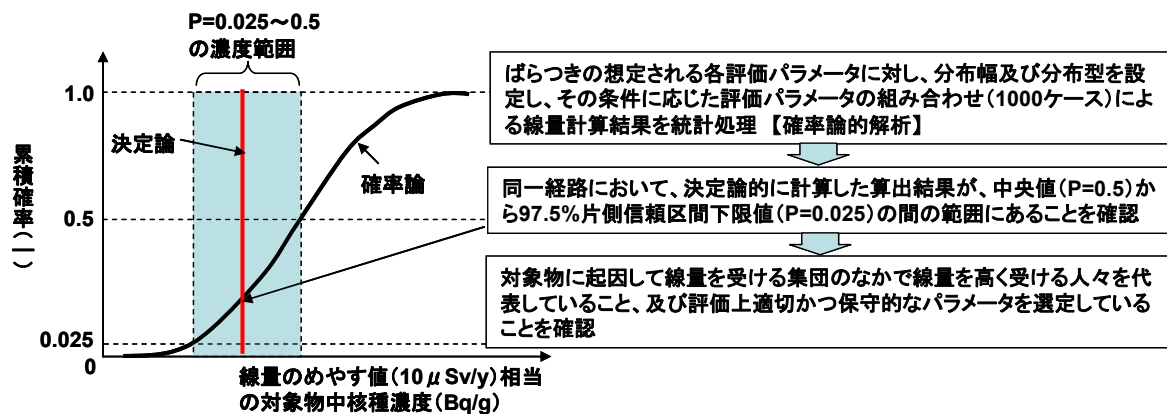 P=0.025～0.5
の濃度範囲
1.0
決定論
確率論
累積確率(ー)
0.5
0.025
0
線量のめやす値(10μSv/y)相当
の対象物中核種濃度(Bq/g)
ばらつきの想定される各評価パラメータに対し、分布幅及び分布型を設
定し、その条件に応じた評価パラメータの組み合わせ(1000ケース)によ
る線量計算結果を統計処理 【確率論的解析】
同一経路において、決定論的に計算した算出結果が、中央値(P=0.5)か
ら97.5%片側信頼区間下限値(P=0.025)の間の範囲にあることを確認
対象物に起因して線量を受ける集団のなかで線量を高く受ける人々を代
表していること、及び評価上適切かつ保守的なパラメータを選定している
ことを確認